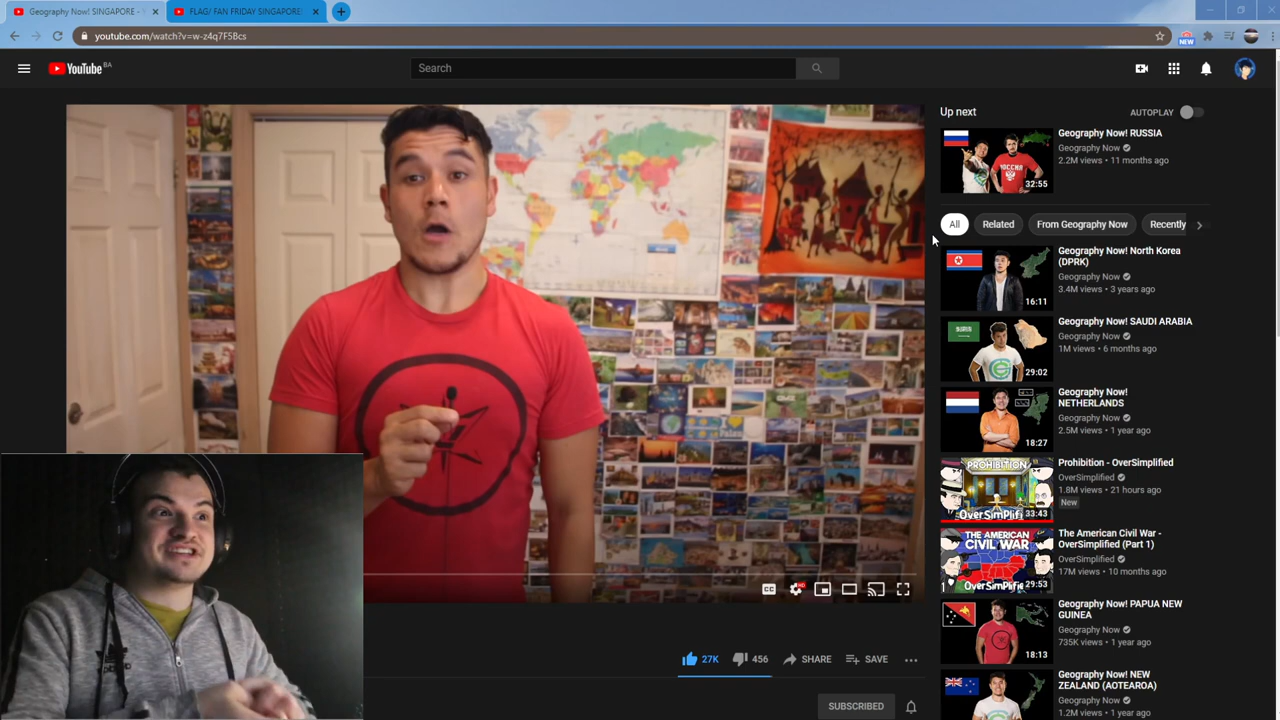 Geography Now! SINGAPORE -
FLAG/ FAN FRIDAY SINGAPORE
youtube.com/watch?v=w-z4q7F5Bcs
NEW
YouTube BA
Search
Up next
AUTOPLAY
Geography Now! RUSSIA
Geography Now
2.2M views • 11 months ago
32:55
All
Related
From Geography Now
Recently
Geography Now! North Korea
(DPRK)
Geography Now
3.4M views • 3 years ago
16:11
Geography Now! SAUDI ARABIA
Geography Now
1M views • 6 months ago
29:02
Geography Now!
NETHERLANDS
Geography Now
2.5M views • 1 year ago
18:27
PROHIBITION
Prohibition - OverSimplified
OverSimplified
1.8M views • 21 hours ago
New
33:43
AMERICAN
CIVIL WAR
The American Civil War -
OverSimplified (Part 1)
OverSimplified
17M views • 10 months ago
29:53
Geography Now! PAPUA NEW
GUINEA
Geography Now
735K views • 1 year ago
18:13
Geography Now! NEW
ZEALAND (AOTEAROA)
Geography Now
1.2M views • 1 year ago
CC
HD
27K
456
SHARE
SAVE
SUBSCRIBED